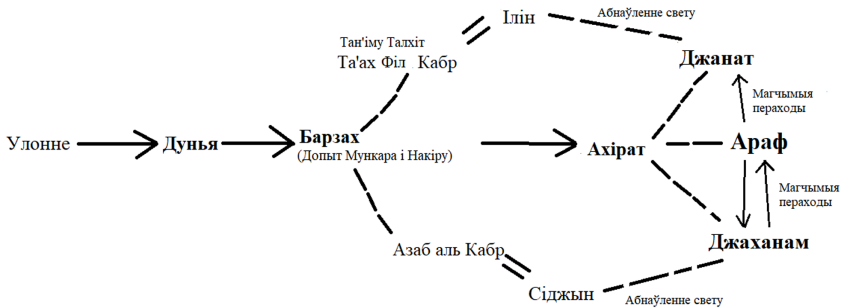 Улонне
Дунья
Барзах
(Допыт Мункара і Накіру)
Тан'іму Талхіт
Та'ах Філ Кабр
Ілін
Абнаўленне свету
Джанат
Магчымыя
пераходы
Ахірат
Араф
Магчымыя
пераходы
Джаханам
Азаб аль Кабр
Сіджын
Абнаўленне свету